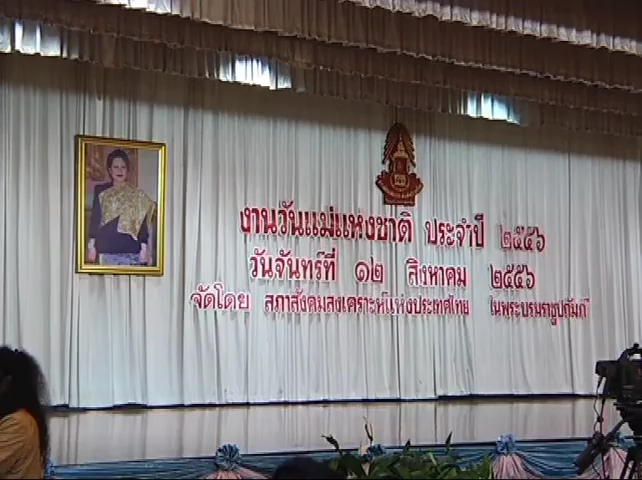 งานวันแม่แห่งชาติ ประจำปี ๒๕๕๖
วันจันทร์ที่ ๑๒ สิงหาคม ๒๕๕๖
จัดโดย สภาสังคมสงเคราะห์แห่งประเทศไทย ในพระบรมราชูปถัมภ์